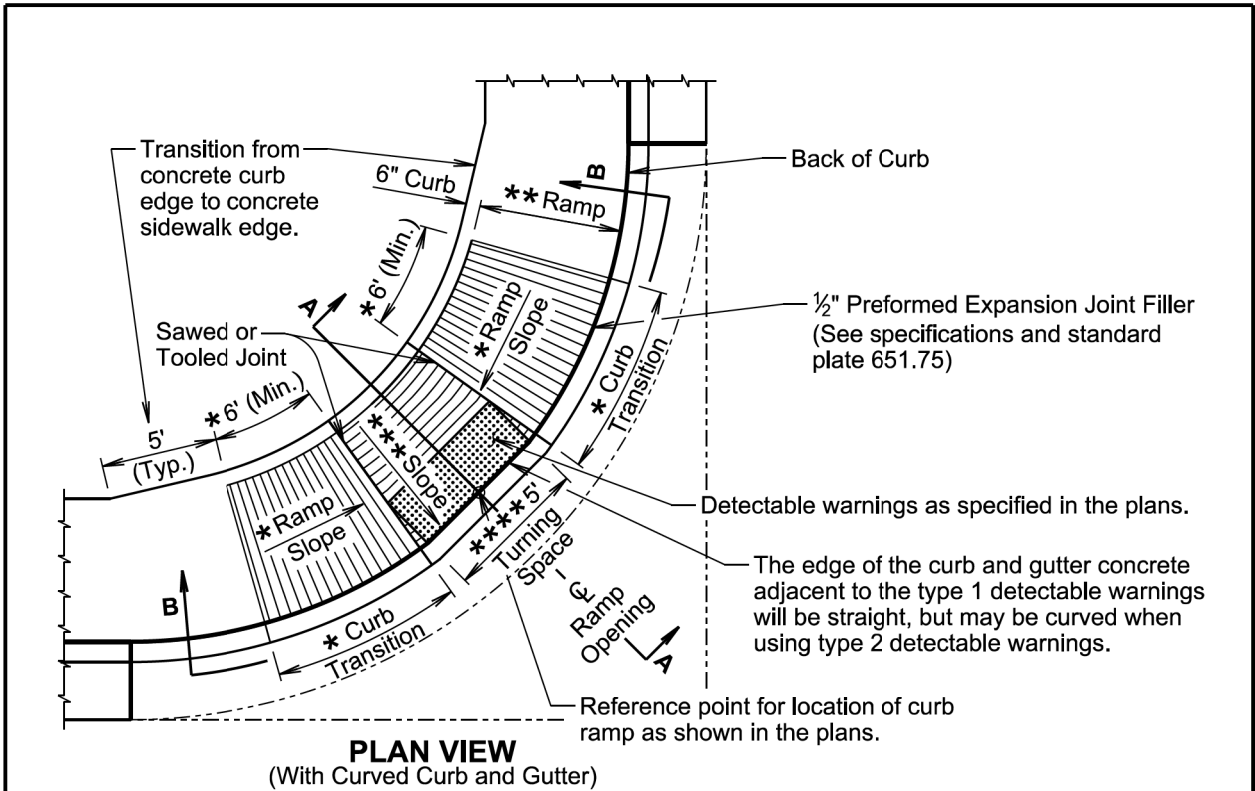 Transition from
concrete curb
edge to concrete
sidewalk edge.
6" Curb
** Ramp
B
Back of Curb
* 6' (Min.)
A
* Ramp
Slope
½" Preformed Expansion Joint Filler
(See specifications and standard
plate 651.75)
Sawed or
Tooled Joint
* Curb
Transition
* 6' (Min.)
5'
(Typ.)
*** Slope
* Ramp
Slope
Detectable warnings as specified in the plans.
**** 5'
Turning
Space
The edge of the curb and gutter concrete
adjacent to the type 1 detectable warnings
will be straight, but may be curved when
using type 2 detectable warnings.
B
* Curb
Transition
℄
Ramp
Opening
A
Reference point for location of curb
ramp as shown in the plans.
PLAN VIEW
(With Curved Curb and Gutter)